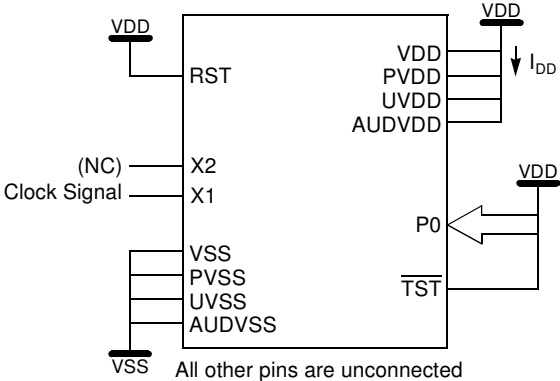 VDD
VDD
RST
VDD
PVDD
UVDD
AUDVDD
IDD
(NC)
X2
Clock Signal
X1
VDD
P0
TST
VSS
PVSS
UVSS
AUDVSS
VSS
All other pins are unconnected